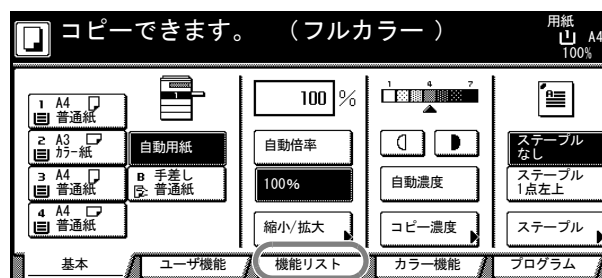 コピーできます。 （フルカラー ）
用紙
A4
100%
1 A4
普通紙
2 A3
ｶﾗｰ-紙
3 A4
普通紙
4 A4
普通紙
1
自動用紙
B 手差し
普通紙
100 %
自動倍率
100%
縮小/拡大
1 4 7
自動濃度
コピー濃度
ステープル
なし
ステープル
1点左上
ステープル
基本
ユーザ機能
機能リスト
カラー機能
プログラム